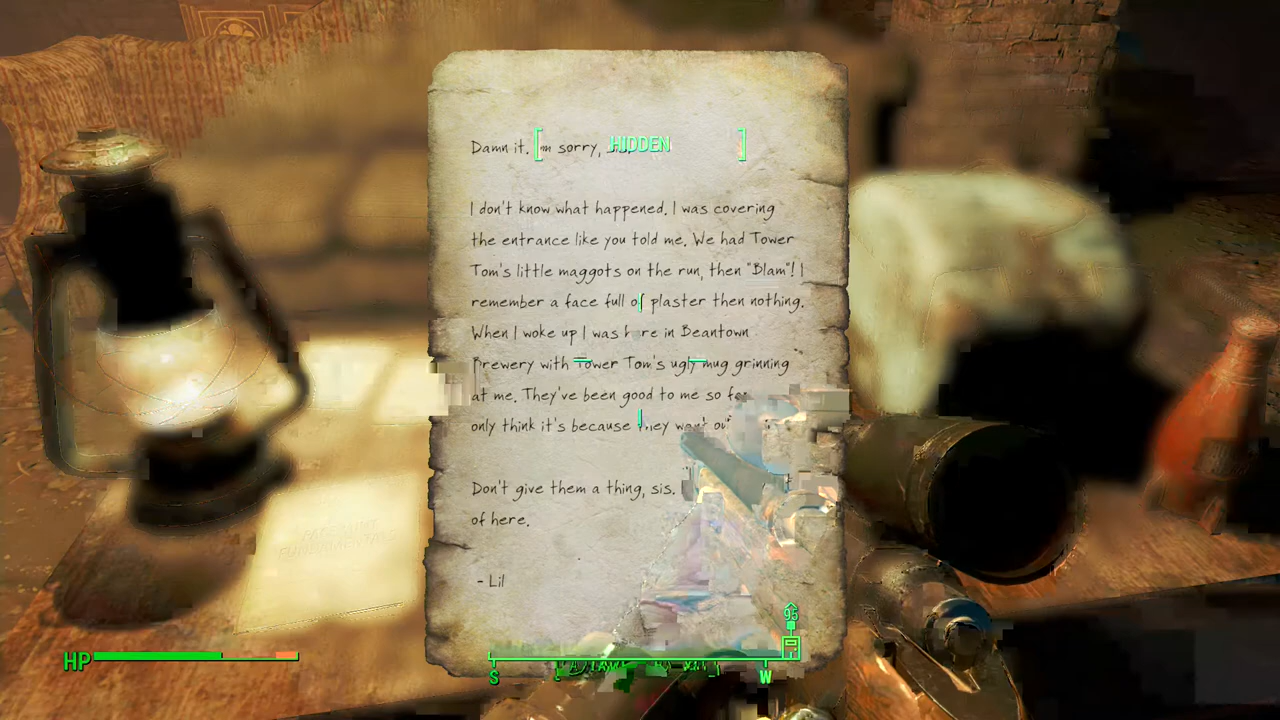 Damn it. sorry,
HIDDEN
I don't know what happened. I was covering
the entrance like you told me. We had Tower
Tom's little maggots on the run, then "Blam"! I
remember a face full of plaster then nothing.
When I woke up I was here in Beantown
Brewery with Tower Tom's ugly mug grinning
at me. They've been good to me so far
only think it's because they want
Don't give them a thing, sis.
of here.
- Lil
95
HP
S
W